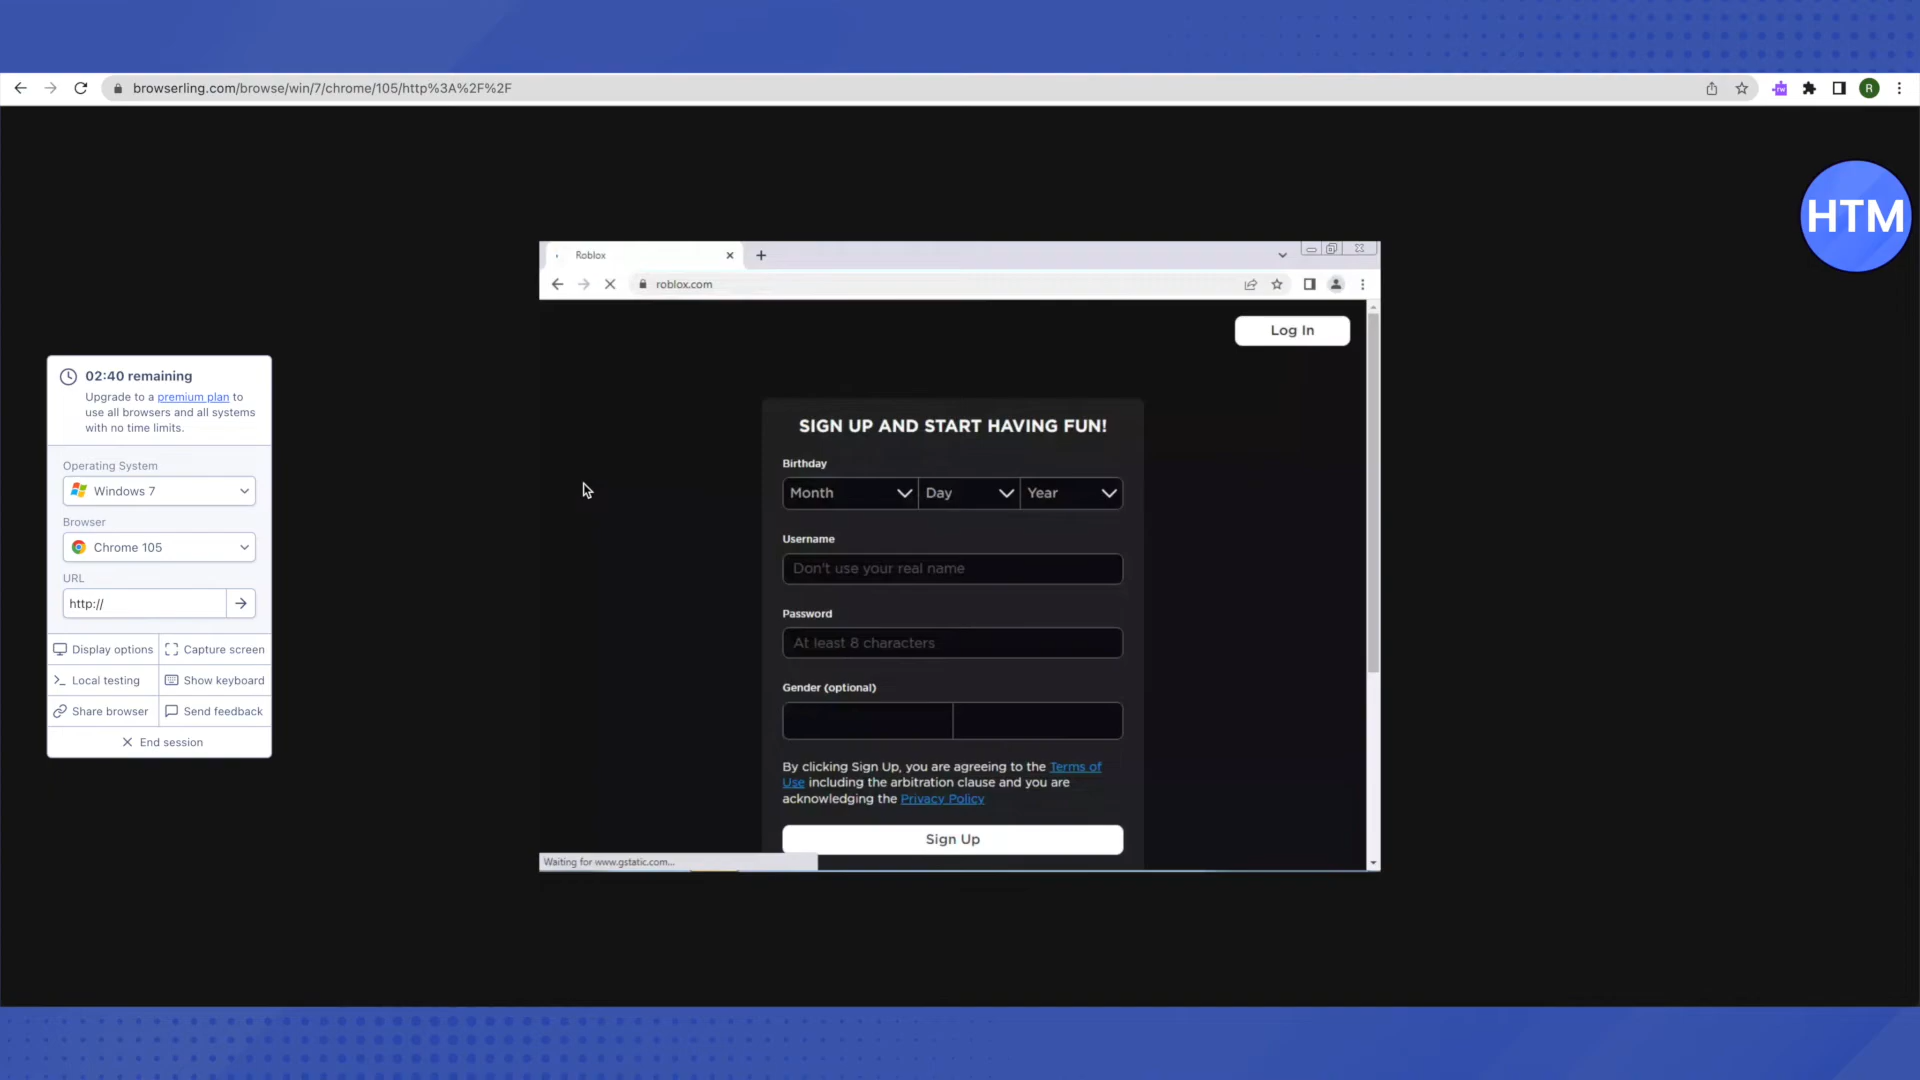 browserling.com/browse/win/7/chrome/105/http%3A%2F%2F
rw
R
HTM
Roblox
roblox.com
Log In
SIGN UP AND START HAVING FUN!
Birthday
Month Day Year
Username
Don't use your real name
Password
At least 8 characters
Gender (optional)
By clicking Sign Up, you are agreeing to the Terms of
Use including the arbitration clause and you are
acknowledging the Privacy Policy
Sign Up
Waiting for www.gstatic.com...
02:40 remaining
Upgrade to a premium plan to
use all browsers and all systems
with no time limits.
Operating System
Windows 7
Browser
Chrome 105
URL
http://
Display options Capture screen
Local testing Show keyboard
Share browser Send feedback
End session